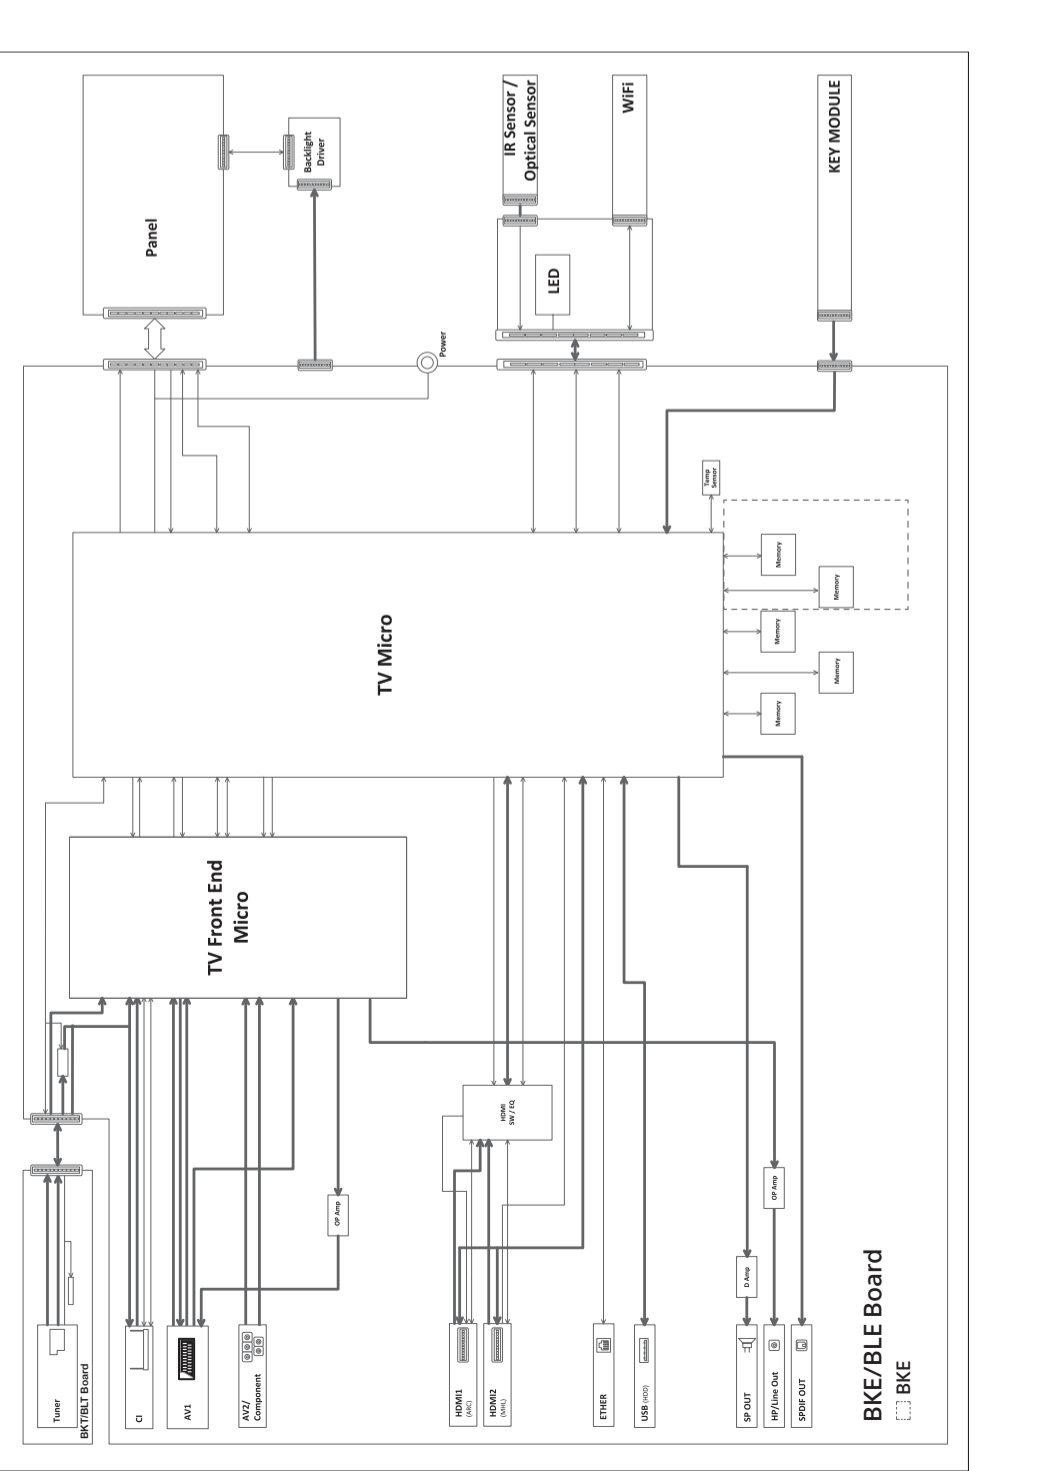 Panel
Backlight
Driver
IR Sensor /
Optical Sensor
WiFi
LED
KEY MODULE
Power
Temp
Sensor
TV Micro
Memory
Memory
Memory
Memory
Memory
TV Front End
Micro
HDMI
SW / EQ
OP Amp
OP Amp
D Amp
Tuner
BKT/BLT Board
CI
AV1
AV2/
Component
HDMI1
(ARC)
HDMI2
(MHL)
ETHER
USB (HDD)
SP OUT
HP/Line Out
SPDIF OUT
BKE/BLE Board
BKE